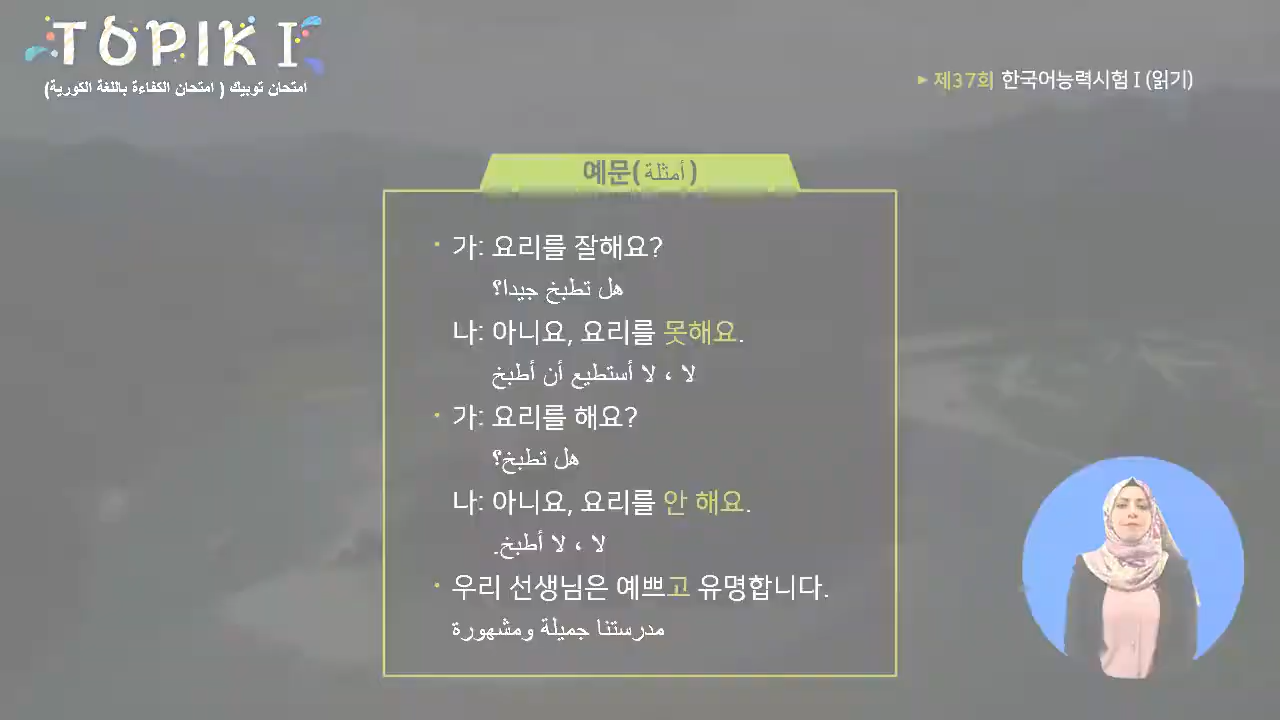 TOPIK I
امتحان توبيك ( امتحان الكفاءة باللغة الكورية)
▸ 제37회 한국어능력시험 I (읽기)
예문(أمثلة)
· 가: 요리를 잘해요?
هل تطبخ جيدا؟
나: 아니요, 요리를 못해요.
لا ، لا أستطيع أن أطبخ
· 가: 요리를 해요?
هل تطبخ؟
나: 아니요, 요리를 안 해요.
لا ، لا أطبخ.
· 우리 선생님은 예쁘고 유명합니다.
مدرستنا جميلة ومشهورة